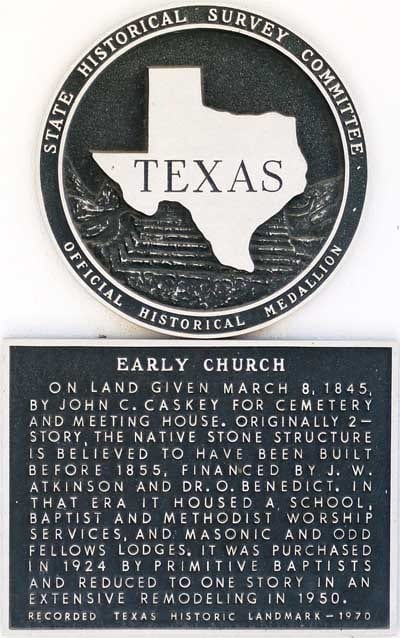 STATE HISTORICAL SURVEY COMMITTEE
TEXAS
OFFICIAL HISTORICAL MEDALLION
EARLY CHURCH
ON LAND GIVEN MARCH 8, 1845,
BY JOHN C. CASKEY FOR CEMETERY
AND MEETING HOUSE. ORIGINALLY 2-
STORY, THE NATIVE STONE STRUCTURE
IS BELIEVED TO HAVE BEEN BUILT
BEFORE 1855, FINANCED BY J. W.
ATKINSON AND DR. O. BENEDICT. IN
THAT ERA IT HOUSED A SCHOOL,
BAPTIST AND METHODIST WORSHIP
SERVICES, AND MASONIC AND ODD
FELLOWS LODGES. IT WAS PURCHASED
IN 1924 BY PRIMITIVE BAPTISTS
AND REDUCED TO ONE STORY IN AN
EXTENSIVE REMODELING IN 1950.
RECORDED TEXAS HISTORIC LANDMARK-1970